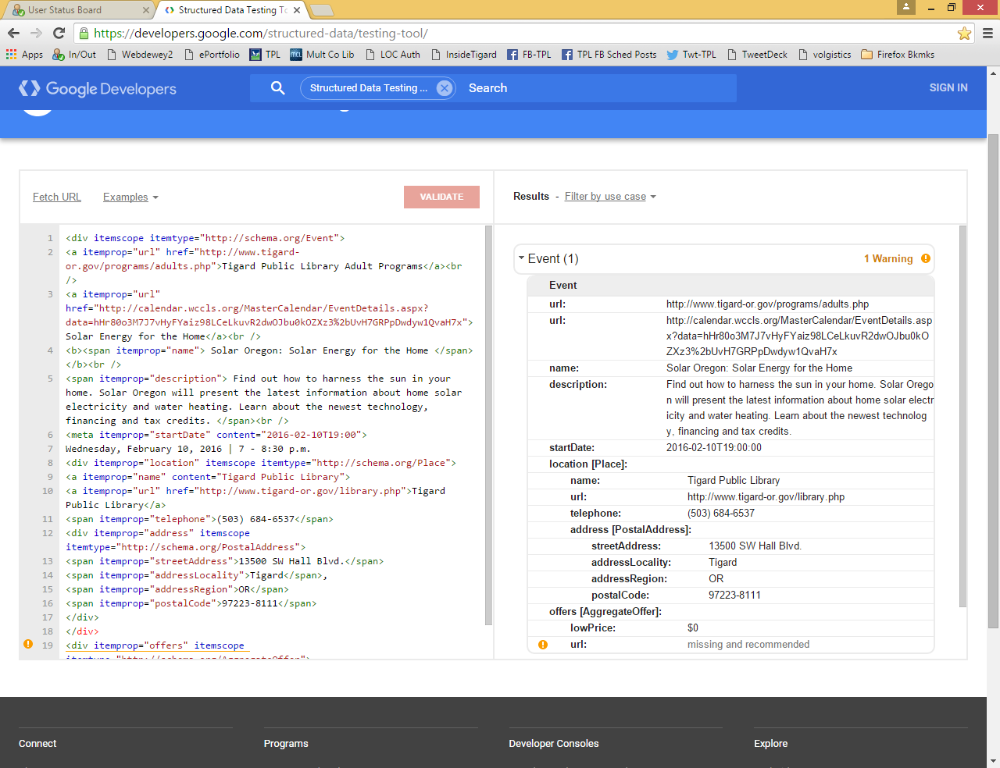 User Status Board
Structured Data Testing To
https://developers.google.com/structured-data/testing-tool/
Apps In/Out Webdewey2 ePortfolio TPL Mult Co Lib LOC Auth InsideTigard FB-TPL TPL FB Sched Posts Twt-TPL TweetDeck volgistics Firefox Bkmks
Google Developers
Structured Data Testing ...
Search
SIGN IN
Fetch URL Examples VALIDATE
Results - Filter by use case
1 <div itemscope itemtype="http://schema.org/Event">
2 <a itemprop="url" href="http://www.tigard-
or.gov/programs/adults.php">Tigard Public Library Adult Programs</a><br
/>
3 <a itemprop="url"
href="http://calendar.wccls.org/MasterCalendar/EventDetails.aspx?
data=hHr80o3M7J7vHyFYaiz98LCeLkuvR2dwOJbu0kOZXz3%2bUvH7GRPpDwdyw1QvaH7x">
Solar Energy for the Home</a><br />
4 <b><span itemprop="name"> Solar Oregon: Solar Energy for the Home </span>
</b><br />
5 <span itemprop="description"> Find out how to harness the sun in your
home. Solar Oregon will present the latest information about home solar
electricity and water heating. Learn about the newest technology,
financing and tax credits. </span><br />
6 <meta itemprop="startDate" content="2016-02-10T19:00">
7 Wednesday, February 10, 2016 | 7 - 8:30 p.m.
8 <div itemprop="location" itemscope itemtype="http://schema.org/Place">
9 <a itemprop="name" content="Tigard Public Library">
10 <a itemprop="url" href="http://www.tigard-or.gov/library.php">Tigard
Public Library</a>
11 <span itemprop="telephone">(503) 684-6537</span>
12 <div itemprop="address" itemscope
itemtype="http://schema.org/PostalAddress">
13 <span itemprop="streetAddress">13500 SW Hall Blvd.</span>
14 <span itemprop="addressLocality">Tigard</span>,
15 <span itemprop="addressRegion">OR</span>
16 <span itemprop="postalCode">97223-8111</span>
17 </div>
18 </div>
19 <div itemprop="offers" itemscope
itemtype="http://schema.org/AggregateOffer">
Event (1) 1 Warning
Event
url: http://www.tigard-or.gov/programs/adults.php
url: http://calendar.wccls.org/MasterCalendar/EventDetails.asp
x?data=hHr80o3M7J7vHyFYaiz98LCeLkuvR2dwOJbu0kO
ZXz3%2bUvH7GRPpDwdyw1QvaH7x
name: Solar Oregon: Solar Energy for the Home
description: Find out how to harness the sun in your home. Solar Orego
n will present the latest information about home solar electr
icity and water heating. Learn about the newest technolog
y, financing and tax credits.
startDate: 2016-02-10T19:00:00
location [Place]:
name: Tigard Public Library
url: http://www.tigard-or.gov/library.php
telephone: (503) 684-6537
address [PostalAddress]:
streetAddress: 13500 SW Hall Blvd.
addressLocality: Tigard
addressRegion: OR
postalCode: 97223-8111
offers [AggregateOffer]:
lowPrice: $0
url: missing and recommended
Connect Programs Developer Consoles Explore